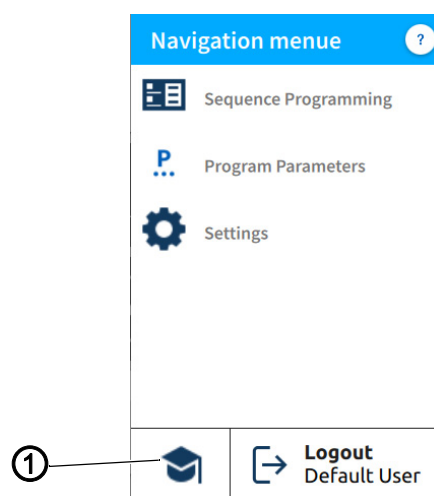 Navigation menue ?
Sequence Programming
P
Program Parameters
Settings
1
Logout
Default User